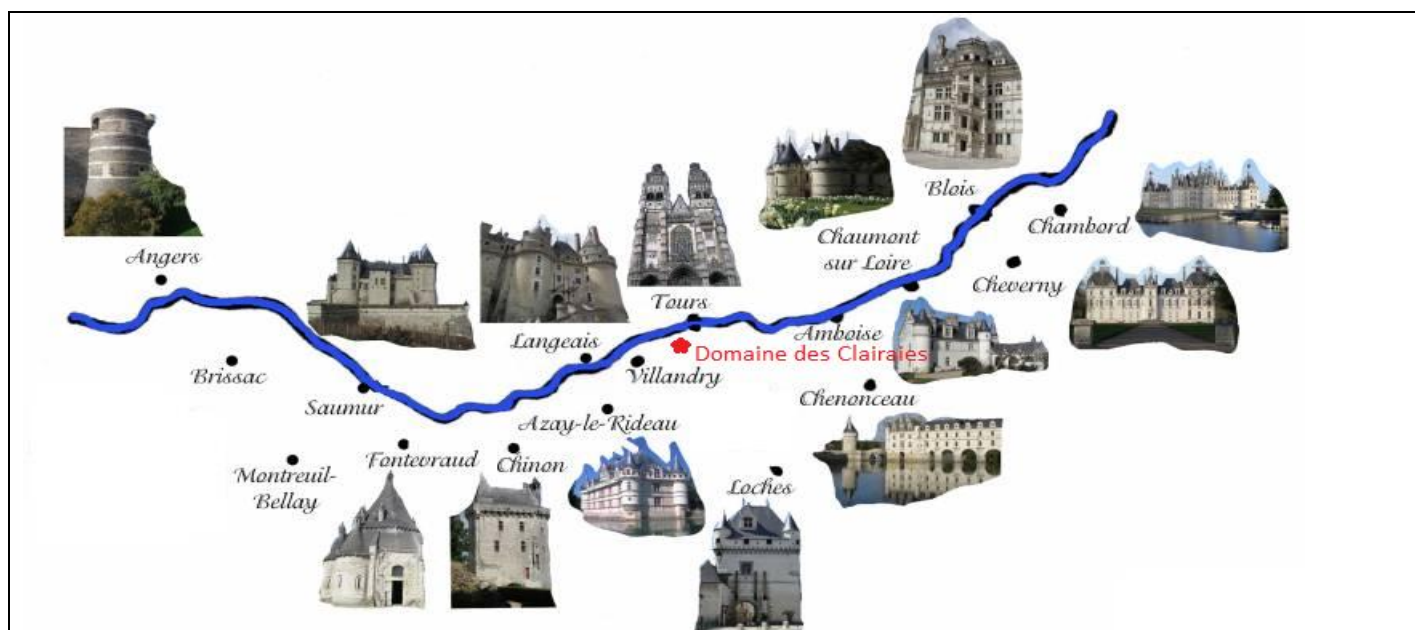 Blois
Chambord
Chaumont
sur Loire
Cheverny
Angers
Tours
Amboise
Langeais
Domaine des Clairaies
Villandry
Brissac
Saumur
Chenonceau
Azay-le-Rideau
Fontevraud
Chinon
Montreuil-
Bellay
Loches